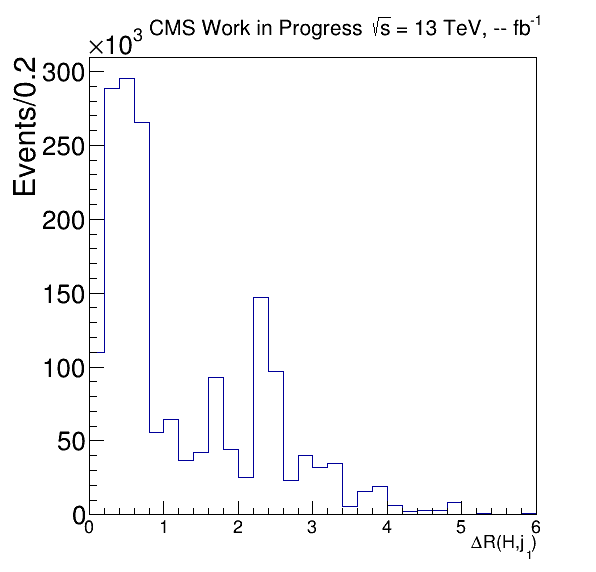 ×10³ CMS Work in Progress √s = 13 TeV, -- fb⁻¹
Events/0.2
300
250
200
150
100
50
0
0 1 2 3 4 5 6
ΔR(H,j₁)